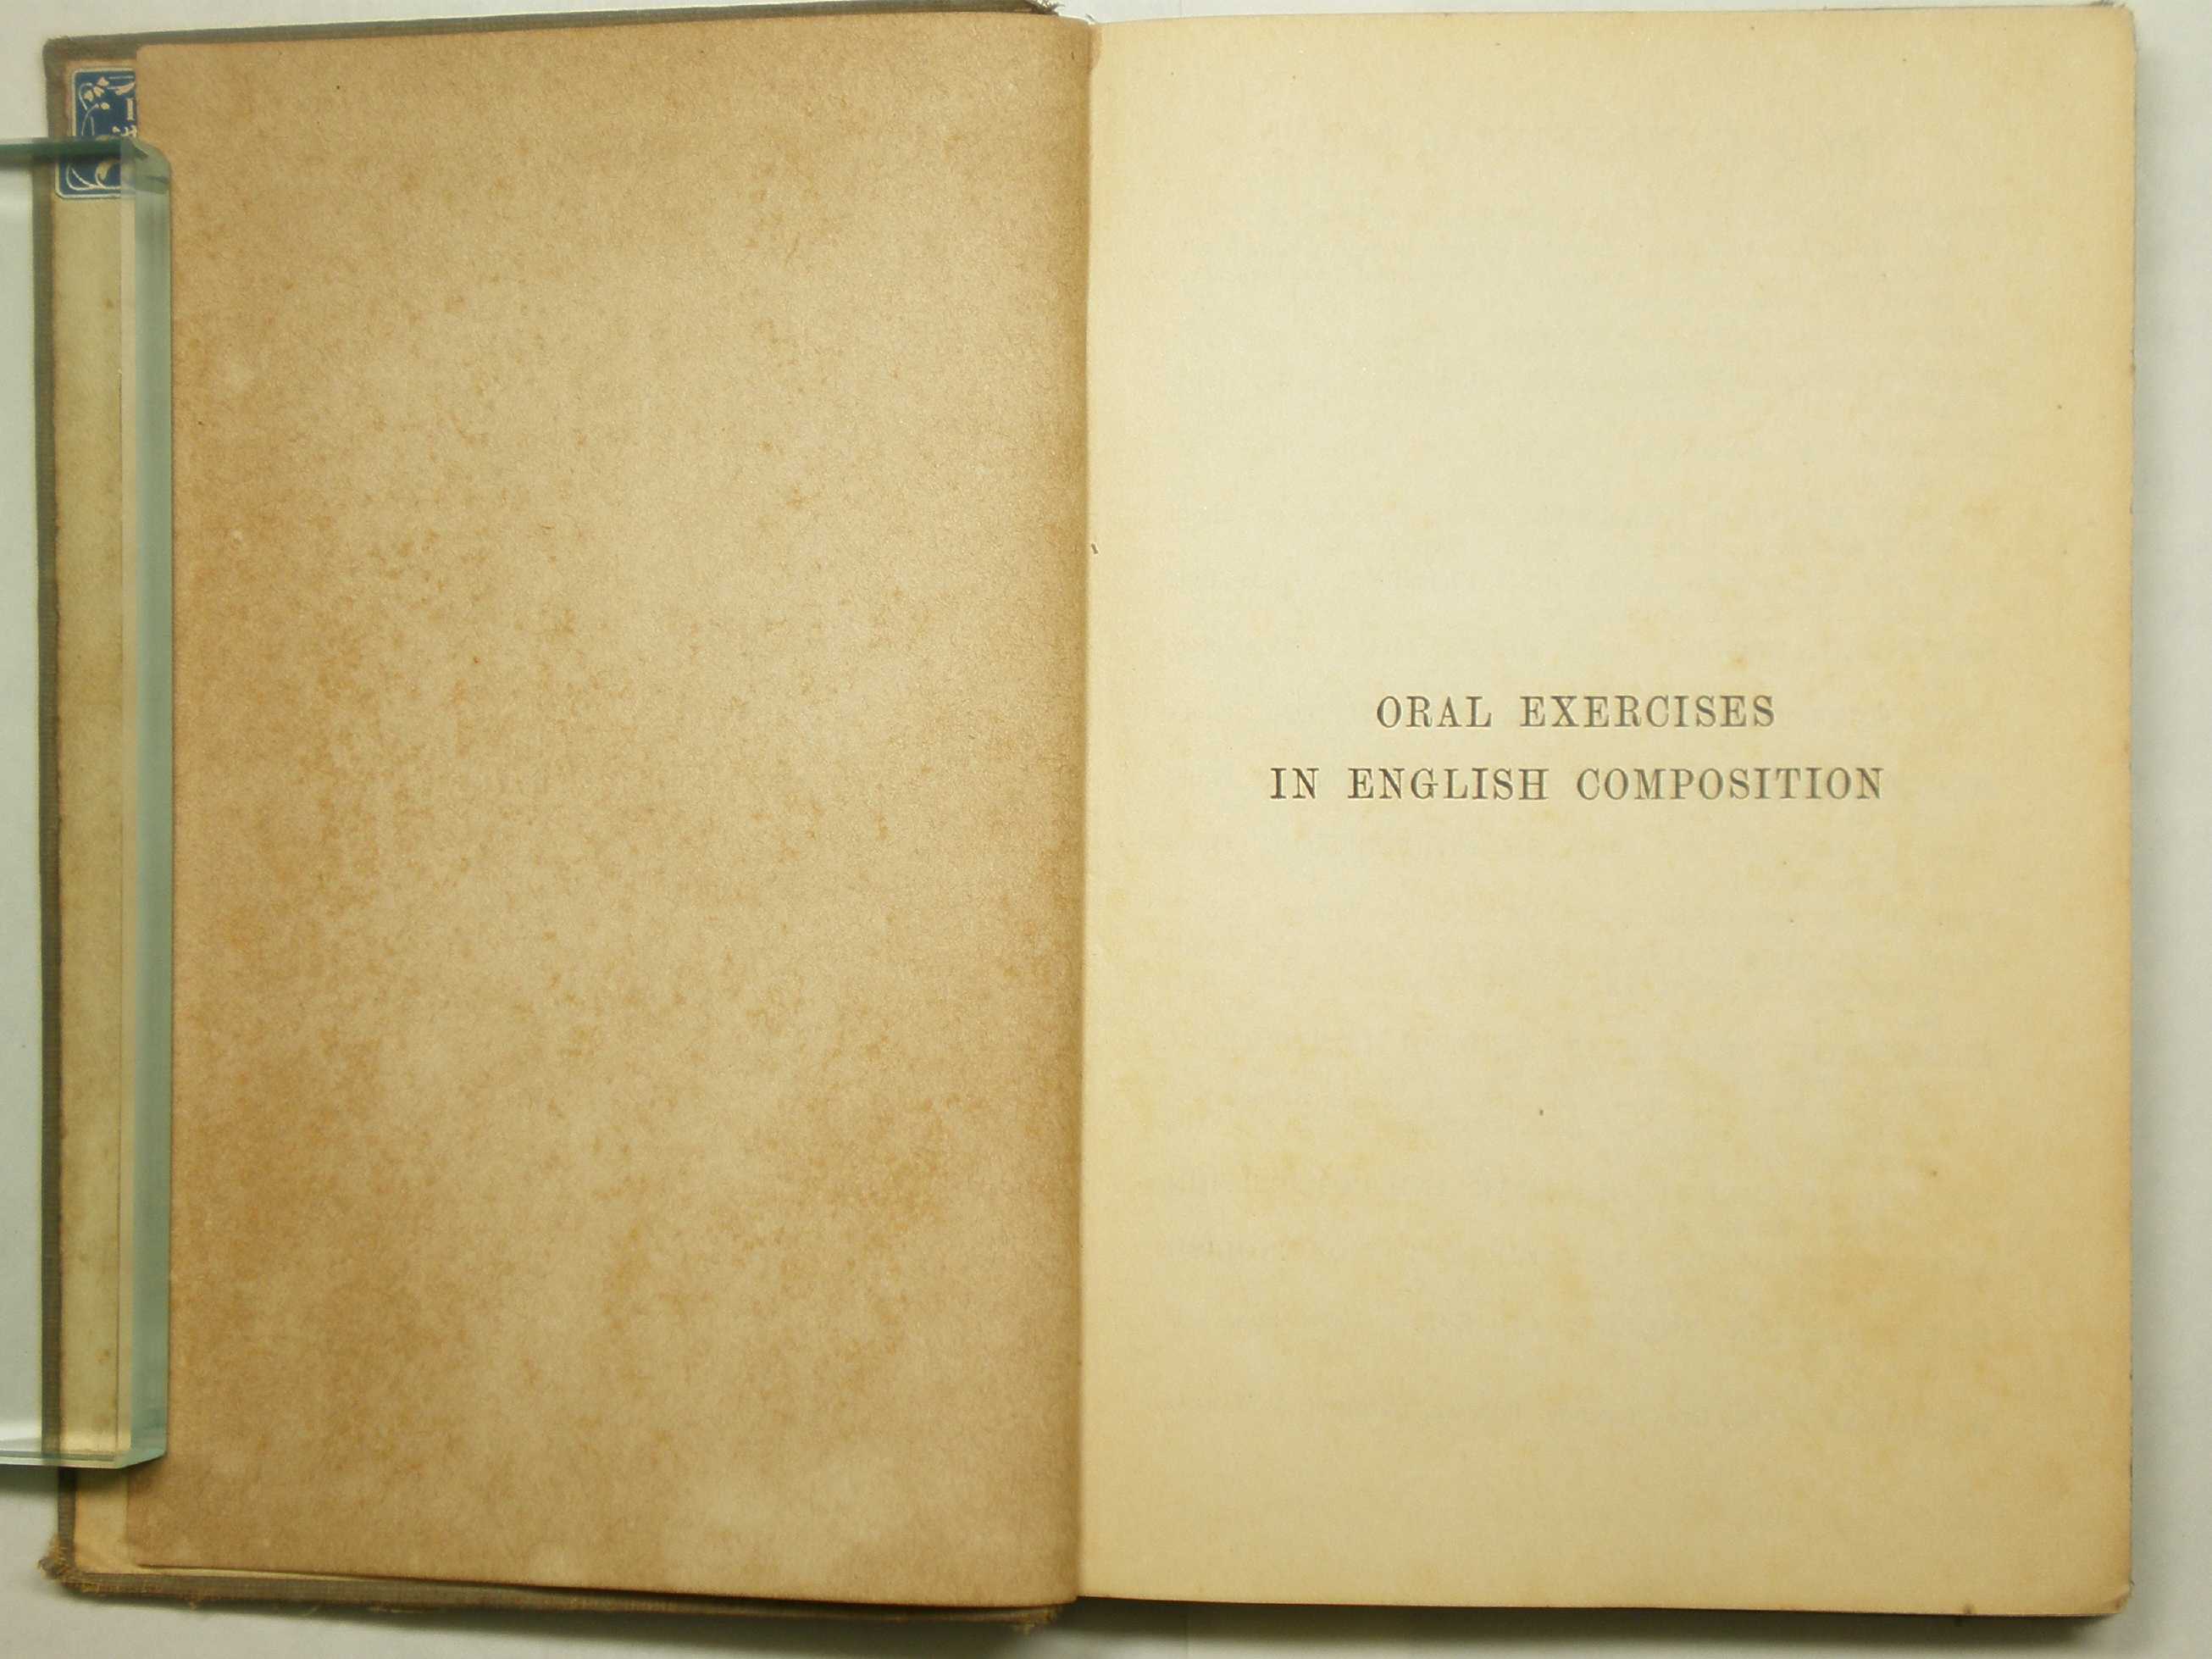 ORAL EXERCISES
IN ENGLISH COMPOSITION